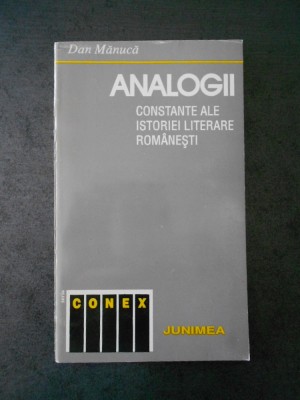 Dan Mănucă
ANALOGII
CONSTANTE ALE
ISTORIEI LITERARE
ROMÂNEŞTI
CONEX
JUNIMEA